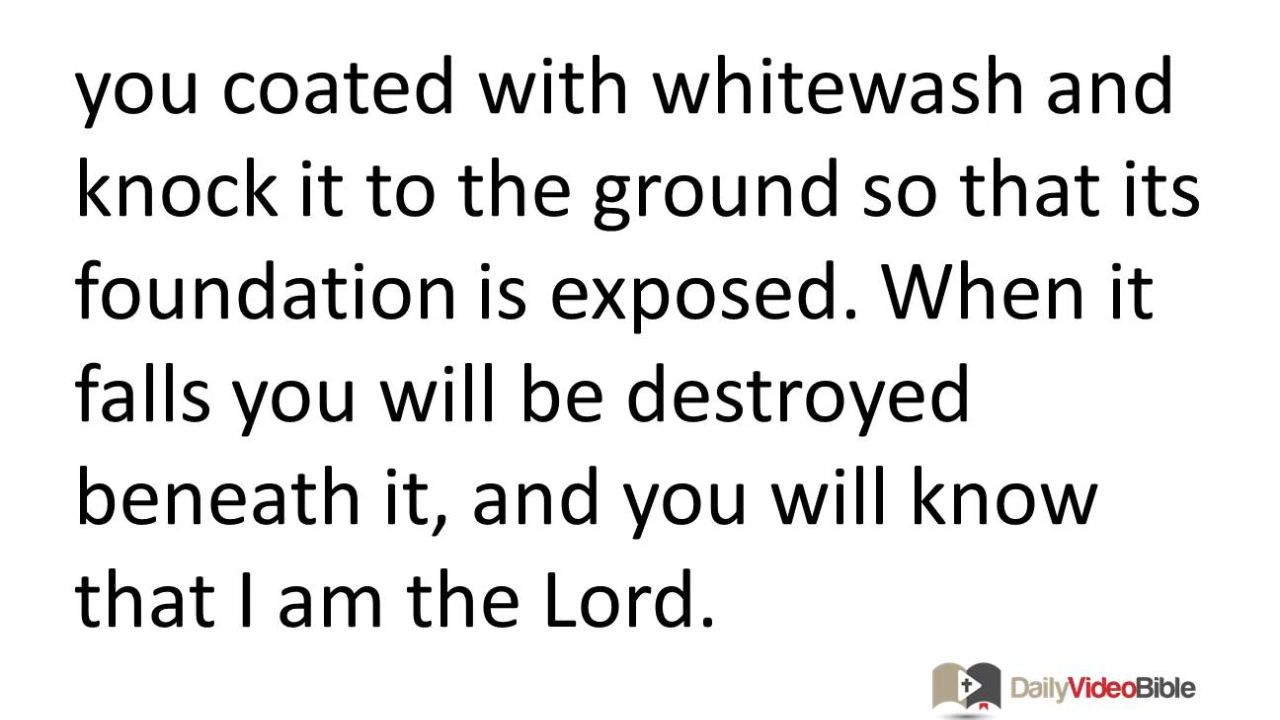 you coated with whitewash and
knock it to the ground so that its
foundation is exposed. When it
falls you will be destroyed
beneath it, and you will know
that I am the Lord.
DailyVideoBible